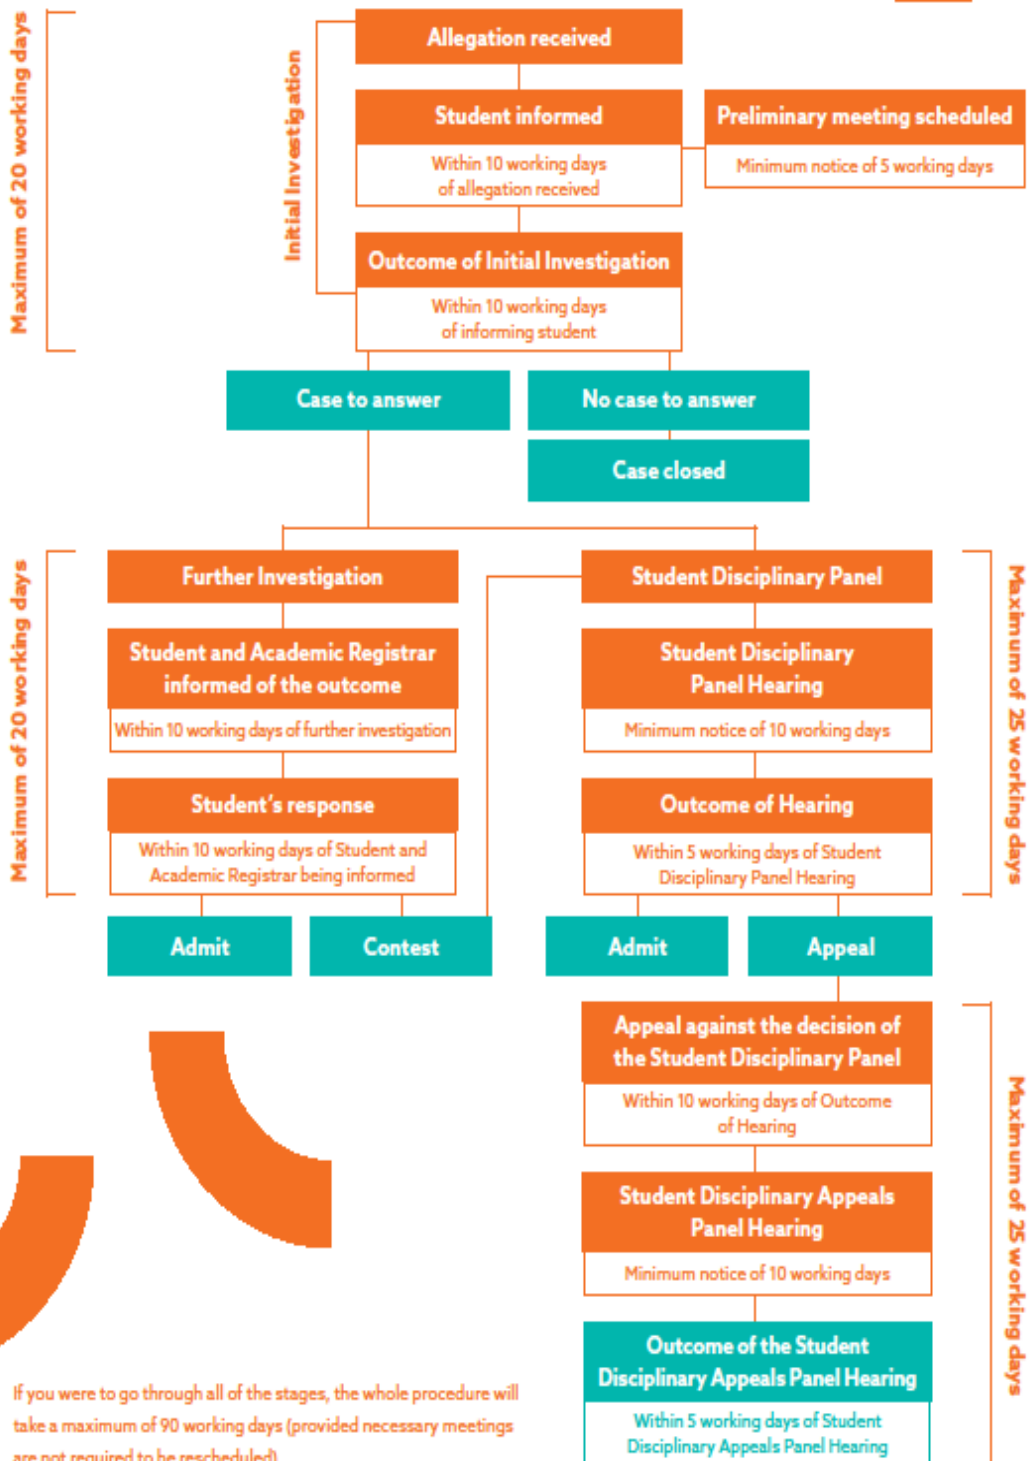 Maximum of 20 working days
Initial Investigation
Allegation received
Student informed
Within 10 working days
of allegation received
Preliminary meeting scheduled
Minimum notice of 5 working days
Outcome of Initial Investigation
Within 10 working days
of informing student
Case to answer
No case to answer
Case closed
Maximum of 20 working days
Further Investigation
Student and Academic Registrar
informed of the outcome
Within 10 working days of further investigation
Student's response
Within 10 working days of Student and
Academic Registrar being informed
Admit
Contest
Student Disciplinary Panel
Student Disciplinary
Panel Hearing
Minimum notice of 10 working days
Outcome of Hearing
Within 5 working days of Student
Disciplinary Panel Hearing
Maximum of 25 working days
Admit
Appeal
Appeal against the decision of
the Student Disciplinary Panel
Within 10 working days of Outcome
of Hearing
Student Disciplinary Appeals
Panel Hearing
Minimum notice of 10 working days
Outcome of the Student
Disciplinary Appeals Panel Hearing
Within 5 working days of Student
Disciplinary Appeals Panel Hearing
Maximum of 25 working days
If you were to go through all of the stages, the whole procedure will
take a maximum of 90 working days (provided necessary meetings
are not required to be rescheduled)